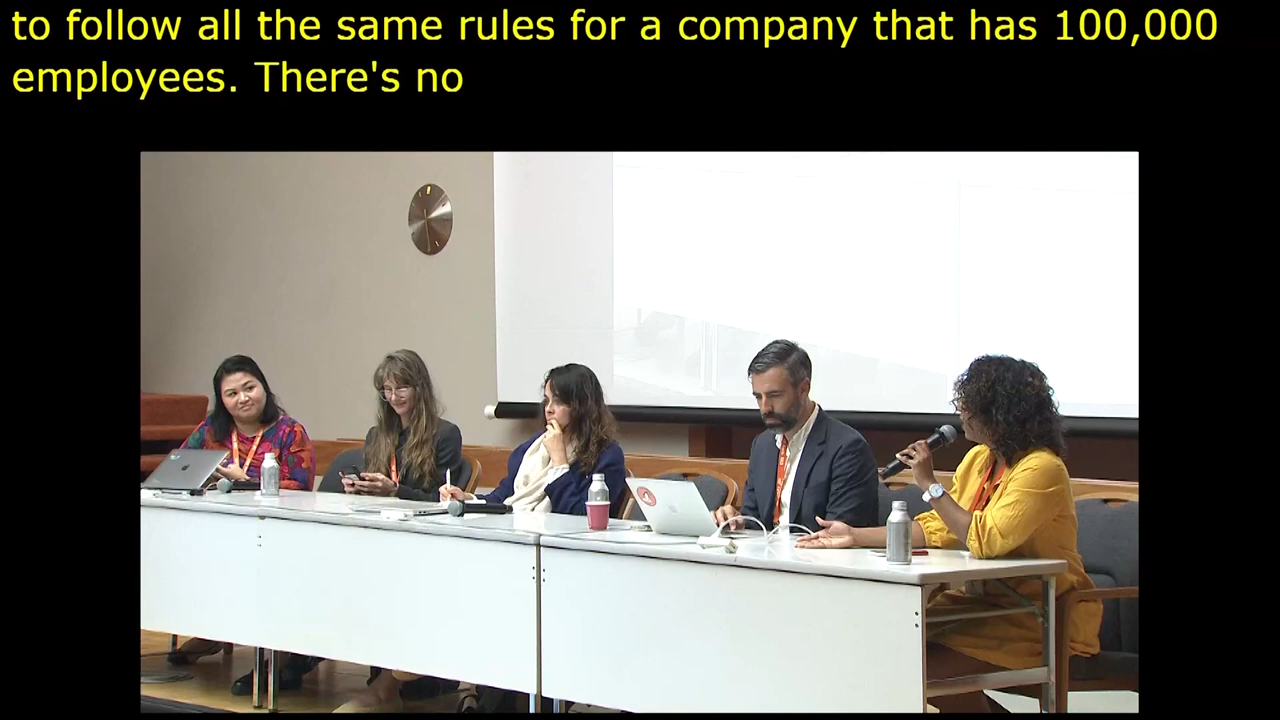 to follow all the same rules for a company that has 100,000
employees. There's no